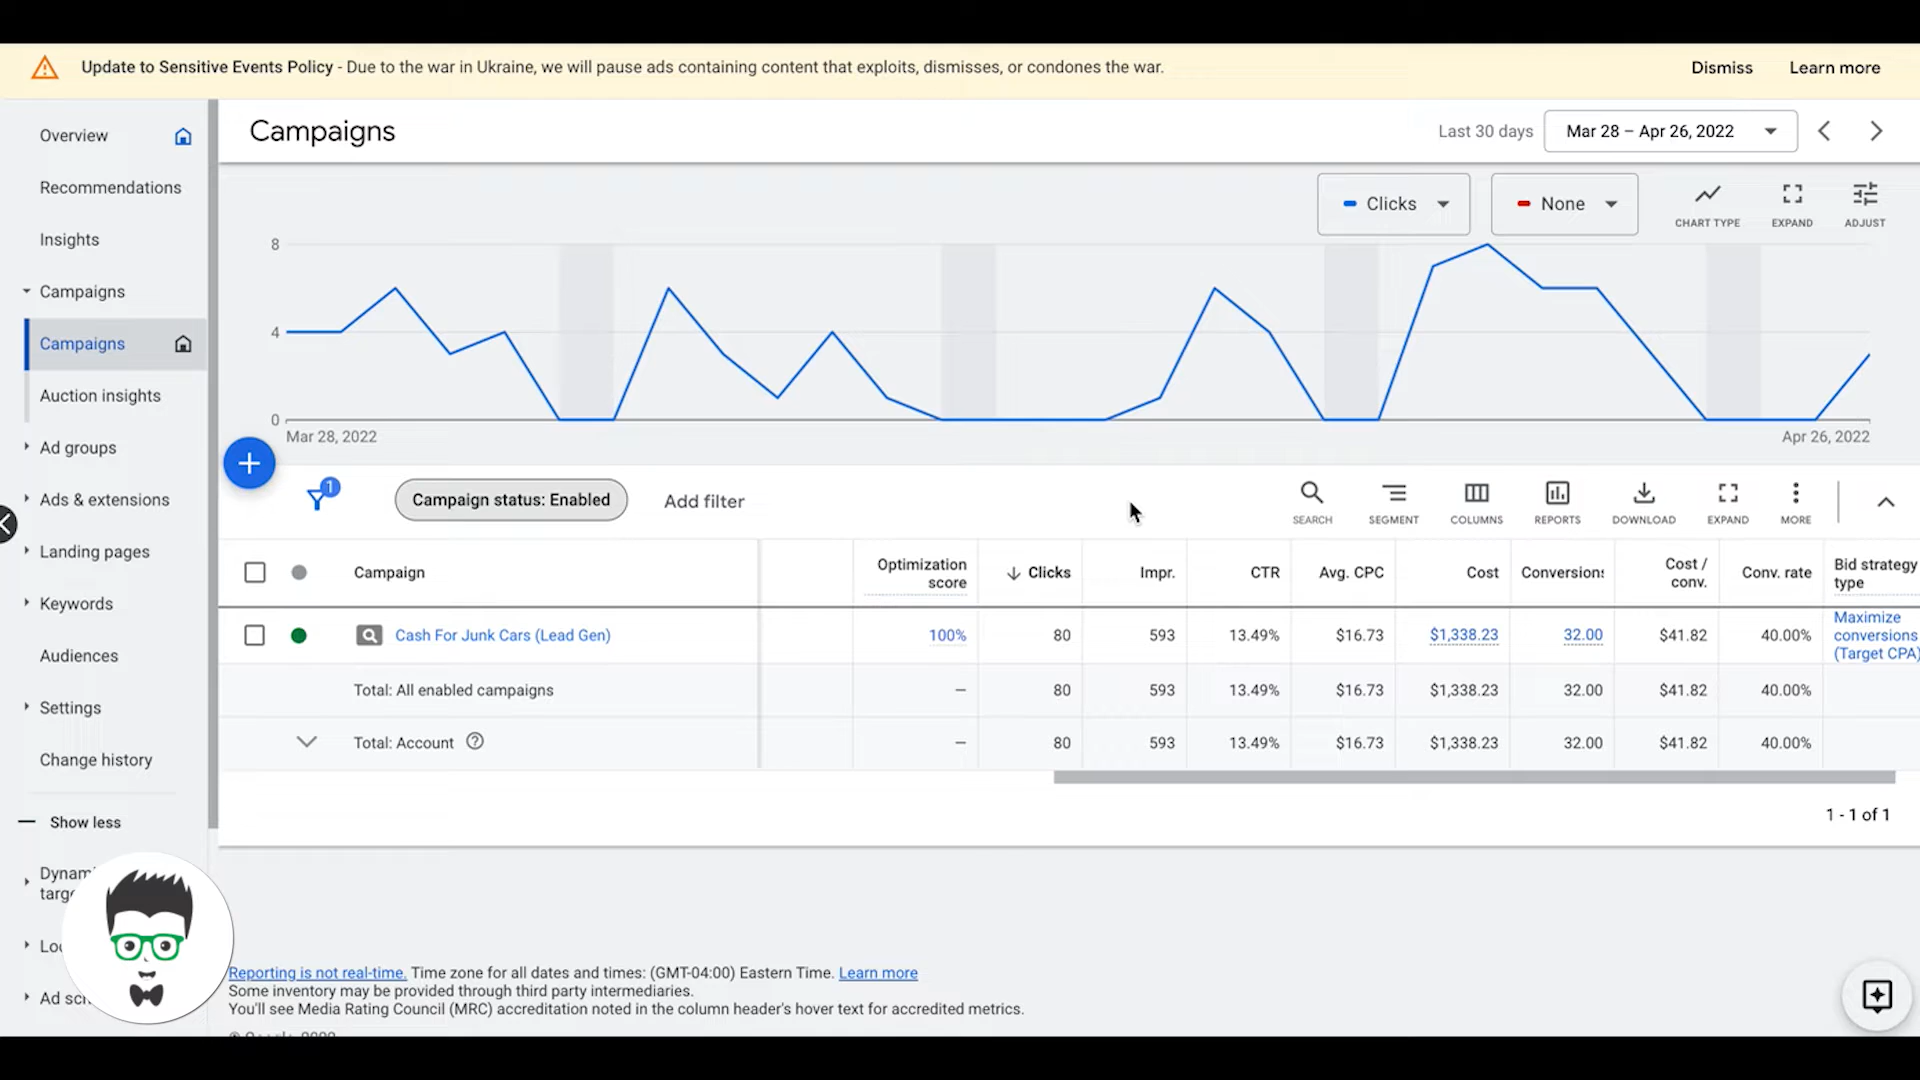 Update to Sensitive Events Policy - Due to the war in Ukraine, we will pause ads containing content that exploits, dismisses, or condones the war.
Dismiss
Learn more
Overview
Recommendations
Insights
Campaigns
Campaigns
Auction insights
Ad groups
Ads & extensions
Landing pages
Keywords
Audiences
Settings
Change history
Show less
Campaigns
Last 30 days
Mar 28 – Apr 26, 2022
Clicks
None
CHART TYPE
EXPAND
ADJUST
8
4
0
Mar 28, 2022
Apr 26, 2022
1
Campaign status: Enabled
Add filter
SEARCH
SEGMENT
COLUMNS
REPORTS
DOWNLOAD
EXPAND
MORE
Campaign
Optimization
score
Clicks
Impr.
CTR
Avg. CPC
Cost
Conversions
Cost /
conv.
Conv. rate
Bid strategy
type
Cash For Junk Cars (Lead Gen) 100% 80 593 13.49% $16.73 $1,338.23 32.00 $41.82 40.00%
Maximize
conversions
(Target CPA)
Total: All enabled campaigns – 80 593 13.49% $16.73 $1,338.23 32.00 $41.82 40.00%
Total: Account – 80 593 13.49% $16.73 $1,338.23 32.00 $41.82 40.00%
1 - 1 of 1
Reporting is not real-time. Time zone for all dates and times: (GMT-04:00) Eastern Time. Learn more
Some inventory may be provided through third party intermediaries.
You'll see Media Rating Council (MRC) accreditation noted in the column header's hover text for accredited metrics.